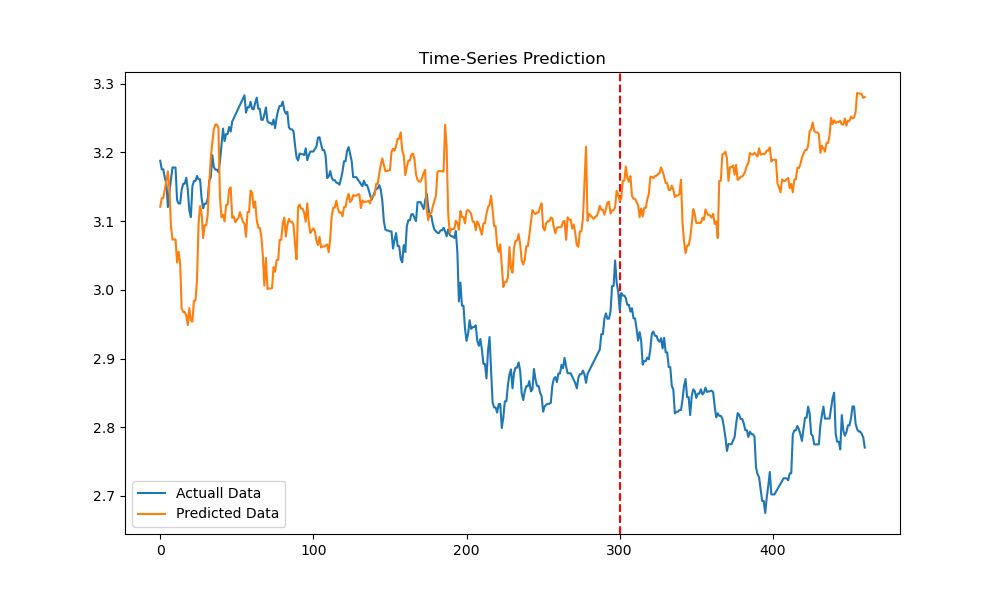 Time-Series Prediction
3.3
3.2
3.1
3.0
2.9
2.8
2.7
Actuall Data
Predicted Data
0 100 200 300 400